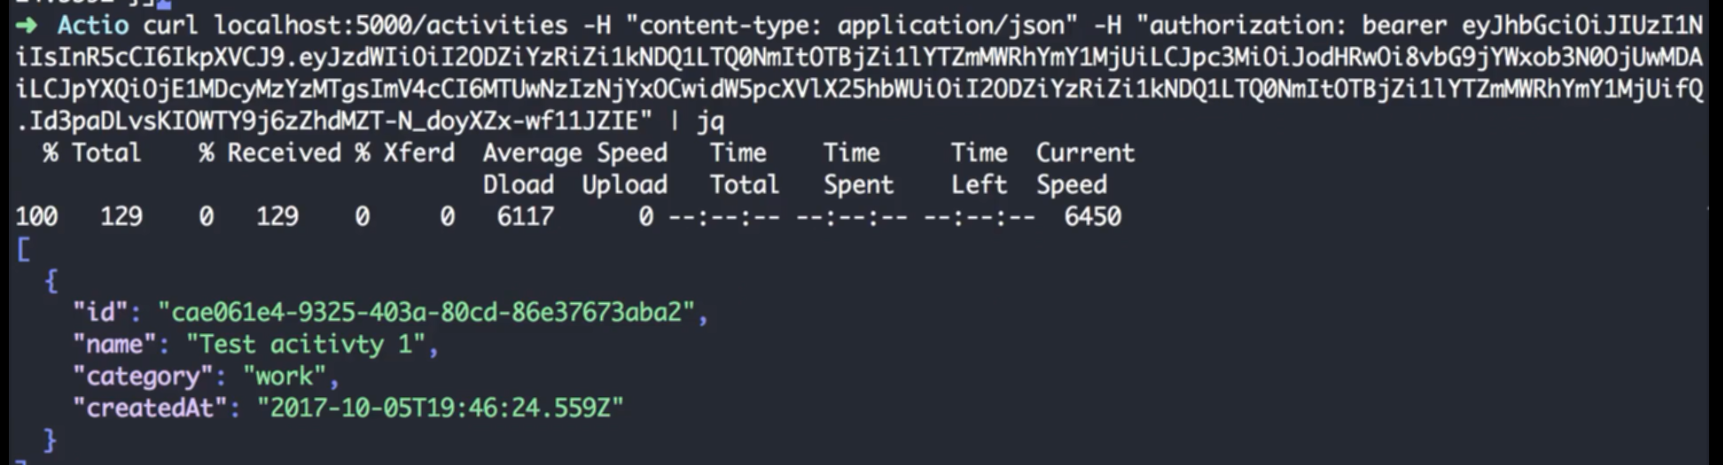 ➜ Actio curl localhost:5000/activities -H "content-type: application/json" -H "authorization: bearer eyJhbGciOiJIUzI1N
iIsInR5cCI6IkpXVCJ9.eyJzdWIiOiI2ODZiYzRiZi1kNDQ1LTQ0NmItOTBjZi1lYTZmMWRhYmY1MjUiLCJpc3MiOiJodHRwOi8vbG9jYWxob3N0OjUwMDA
iLCJpYXQiOjE1MDcyMzYzMTgsImV4cCI6MTUwNzIzNjYxOCwidW5pcXVlX25hbWUiOiI2ODZiYzRiZi1kNDQ1LTQ0NmItOTBjZi1lYTZmMWRhYmY1MjUifQ
.Id3paDLvsKIOWTY9j6zZhdMZT-N_doyXZx-wf11JZIE" | jq
% Total % Received % Xferd Average Speed Time Time Time Current
Dload Upload Total Spent Left Speed
100 129 0 129 0 0 6117 0 --:--:-- --:--:-- --:--:-- 6450
[
{
"id": "cae061e4-9325-403a-80cd-86e37673aba2",
"name": "Test acitivty 1",
"category": "work",
"createdAt": "2017-10-05T19:46:24.559Z"
}